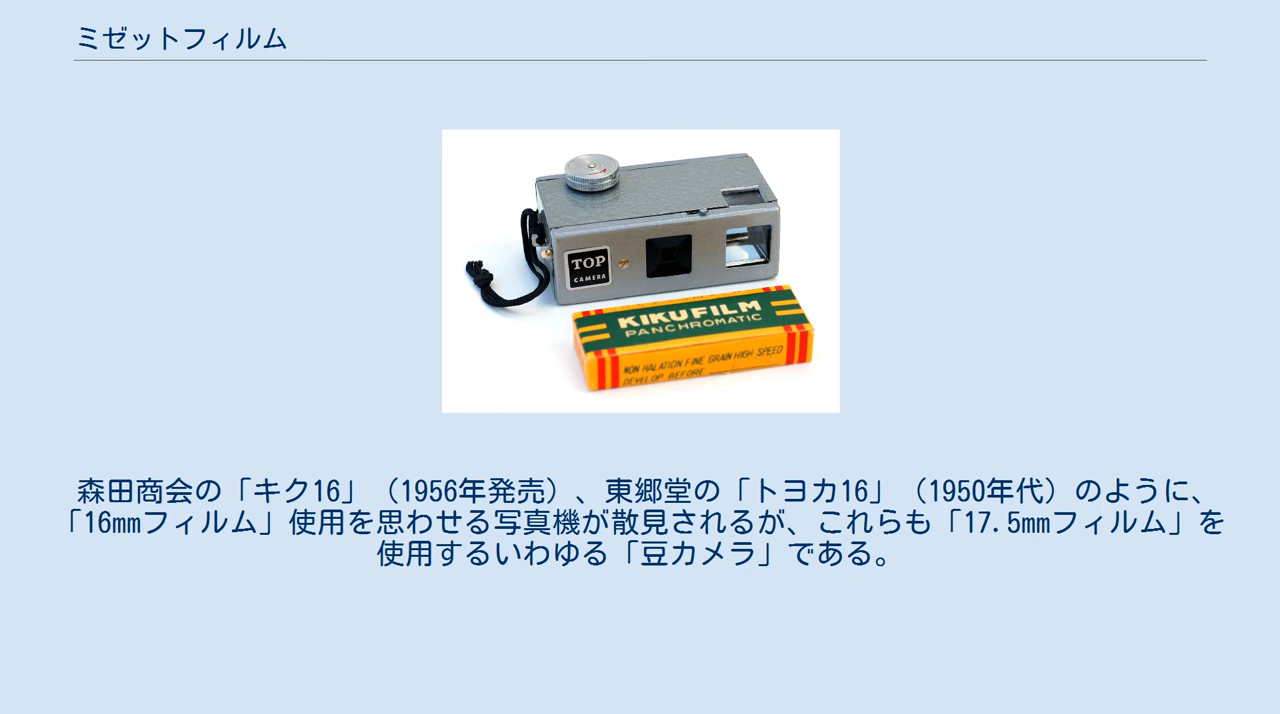 ミゼットフィルム
TOP
CAMERA
KIKUFILM
PANCHROMATIC
NON HALATION FINE GRAIN HIGH SPEED
DEVELOP BEFORE
森田商会の「キク16」（1956年発売）、東郷堂の「トヨカ16」（1950年代）のように、
「16mmフィルム」使用を思わせる写真機が散見されるが、これらも「17.5mmフィルム」を
使用するいわゆる「豆カメラ」である。